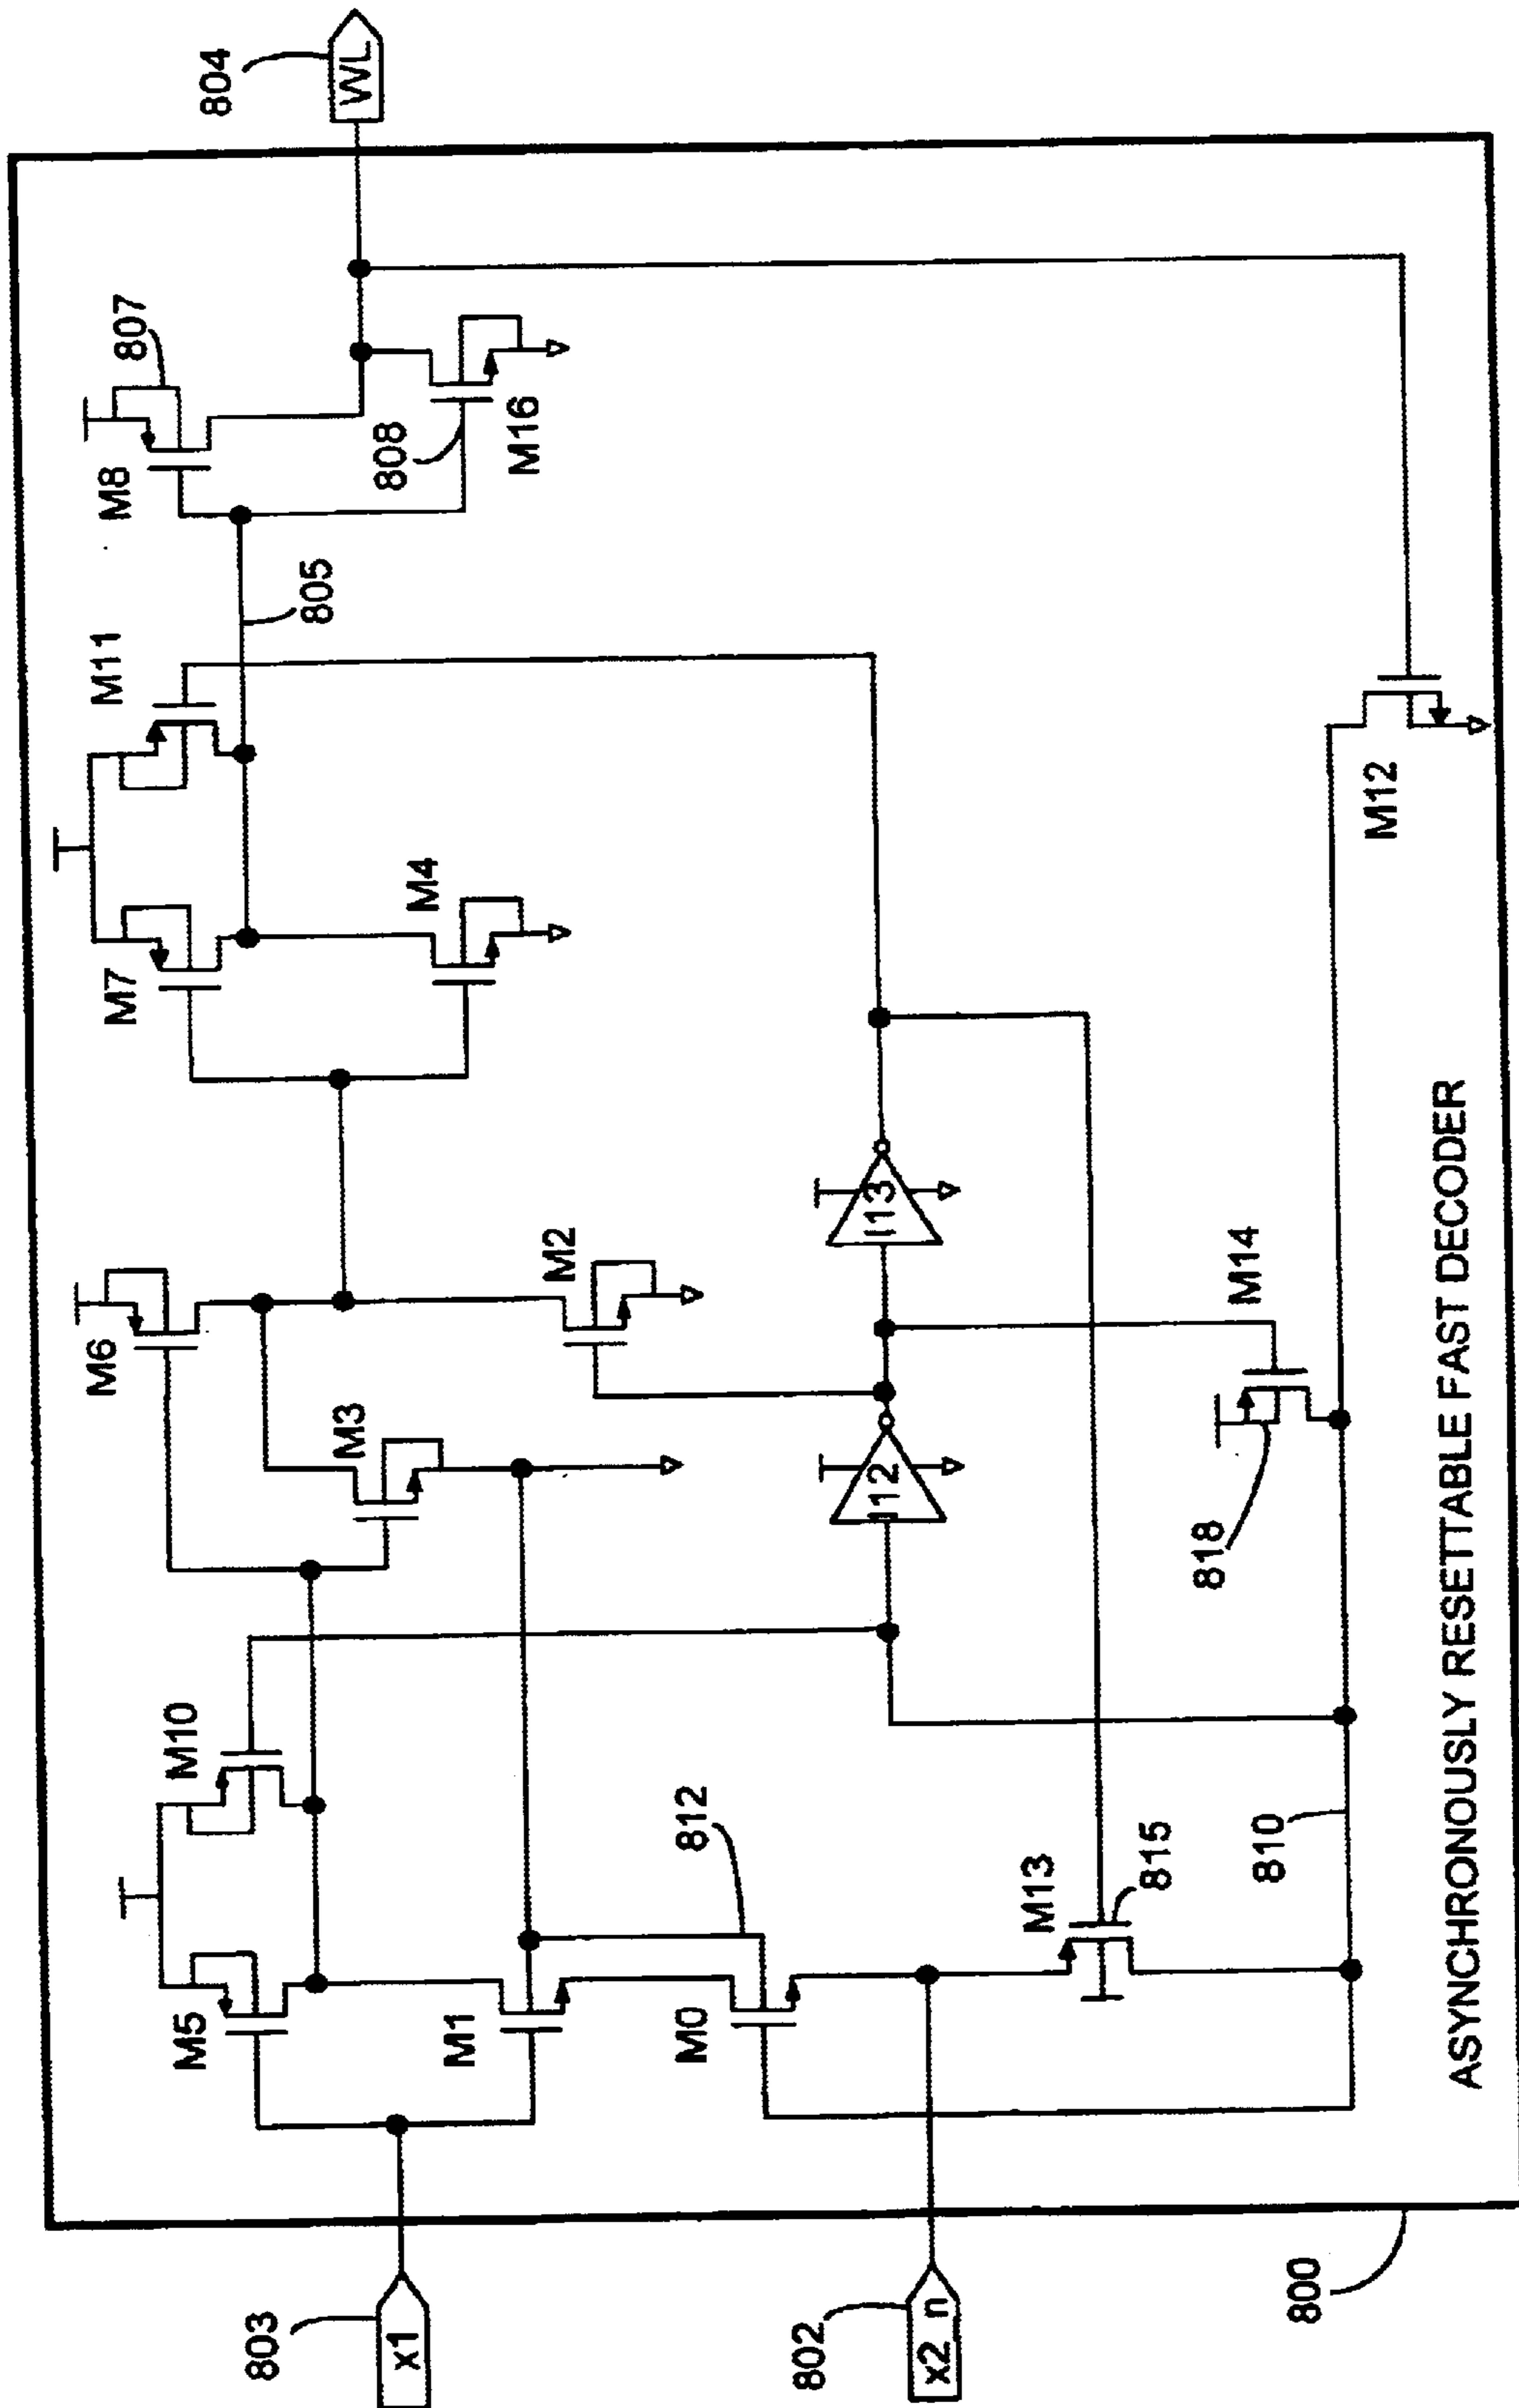 803
x1
802
x2_n
800
M5
M10
M1
M0
812
M13
815
810
M6
M3
M2
I12
I13
M14
818
M7
M11
M4
805
M8
807
808
M16
M12
804
WL
ASYNCHRONOUSLY RESETTABLE FAST DECODER